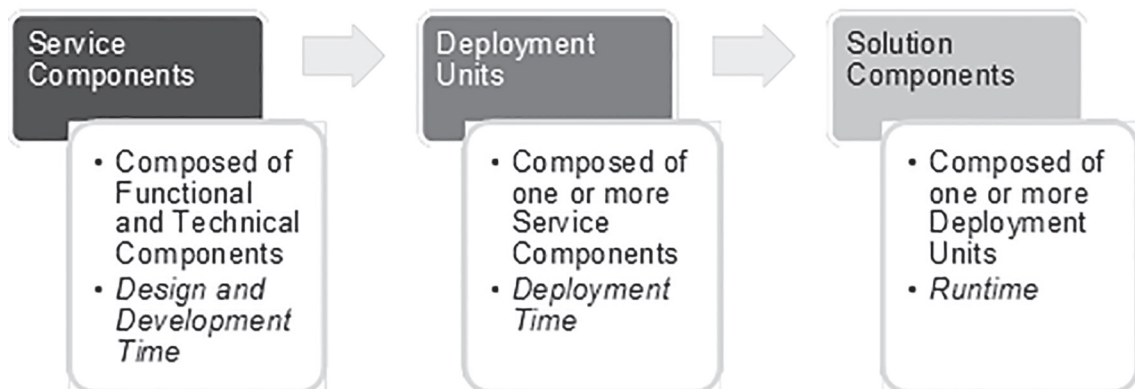 Service
Components
• Composed of
Functional
and Technical
Components
• Design and
Development
Time
Deployment
Units
• Composed of
one or more
Service
Components
• Deployment
Time
Solution
Components
• Composed of
one or more
Deployment
Units
• Runtime